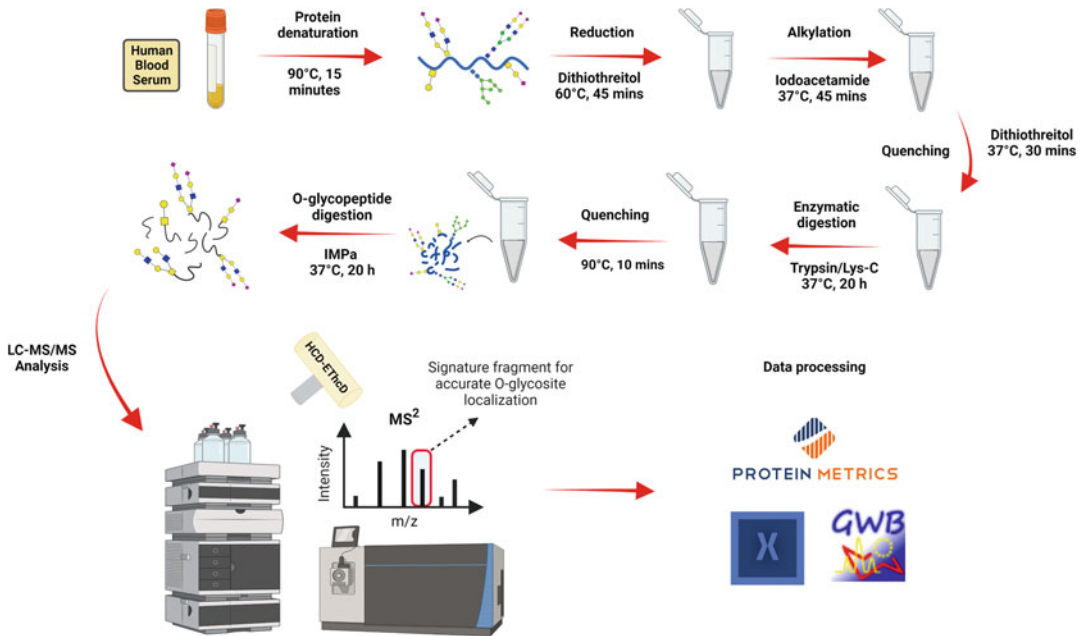 Human
Blood
Serum
Protein
denaturation
90°C, 15
minutes
Reduction
Dithiothreitol
60°C, 45 mins
Alkylation
Iodoacetamide
37°C, 45 mins
Quenching
Dithiothreitol
37°C, 30 mins
Enzymatic
digestion
Trypsin/Lys-C
37°C, 20 h
Quenching
90°C, 10 mins
O-glycopeptide
digestion
IMPa
37°C, 20 h
LC-MS/MS
Analysis
HCD-EThcD
Signature fragment for
accurate O-glycosite
localization
MS²
Intensity
m/z
Data processing
PROTEIN METRICS
X
GWB